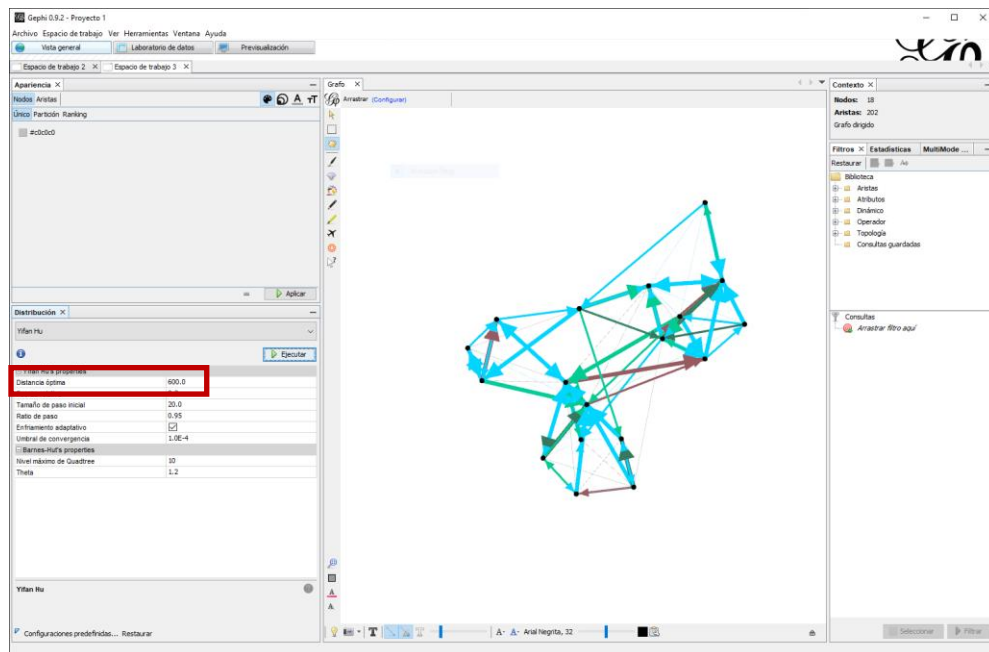 Gephi 0.9.2 - Proyecto 1
Archivo Espacio de trabajo Ver Herramientas Ventana Ayuda
Vista general Laboratorio de datos Previsualización
Espacio de trabajo 2 Espacio de trabajo 3
Apariencia
Nodos Aristas
Único Partición Ranking
#c0c0c0
Aplicar
Distribución
Yifan Hu
Ejecutar
Yifan Hu's properties
Distancia óptima 600.0
Tamaño de paso inicial 20.0
Ratio de paso 0.95
Enfriamiento adaptativo
Umbral de convergencia 1.0E-4
Barnes-Hut's properties
Nivel máximo de Quadtree 10
Theta 1.2
Yifan Hu
Configuraciones predefinidas... Restaurar
Grafo
Arrastrar (Configurar)
A- A- Arial Negrita, 32
Contexto
Nodos: 18
Aristas: 202
Grafo dirigido
Filtros Estadísticas MultiMode ...
Restaurar
Biblioteca
Aristas
Atributos
Dinámico
Operador
Topología
Consultas guardadas
Consultas
Arrastrar filtro aquí
Seleccionar Filtrar